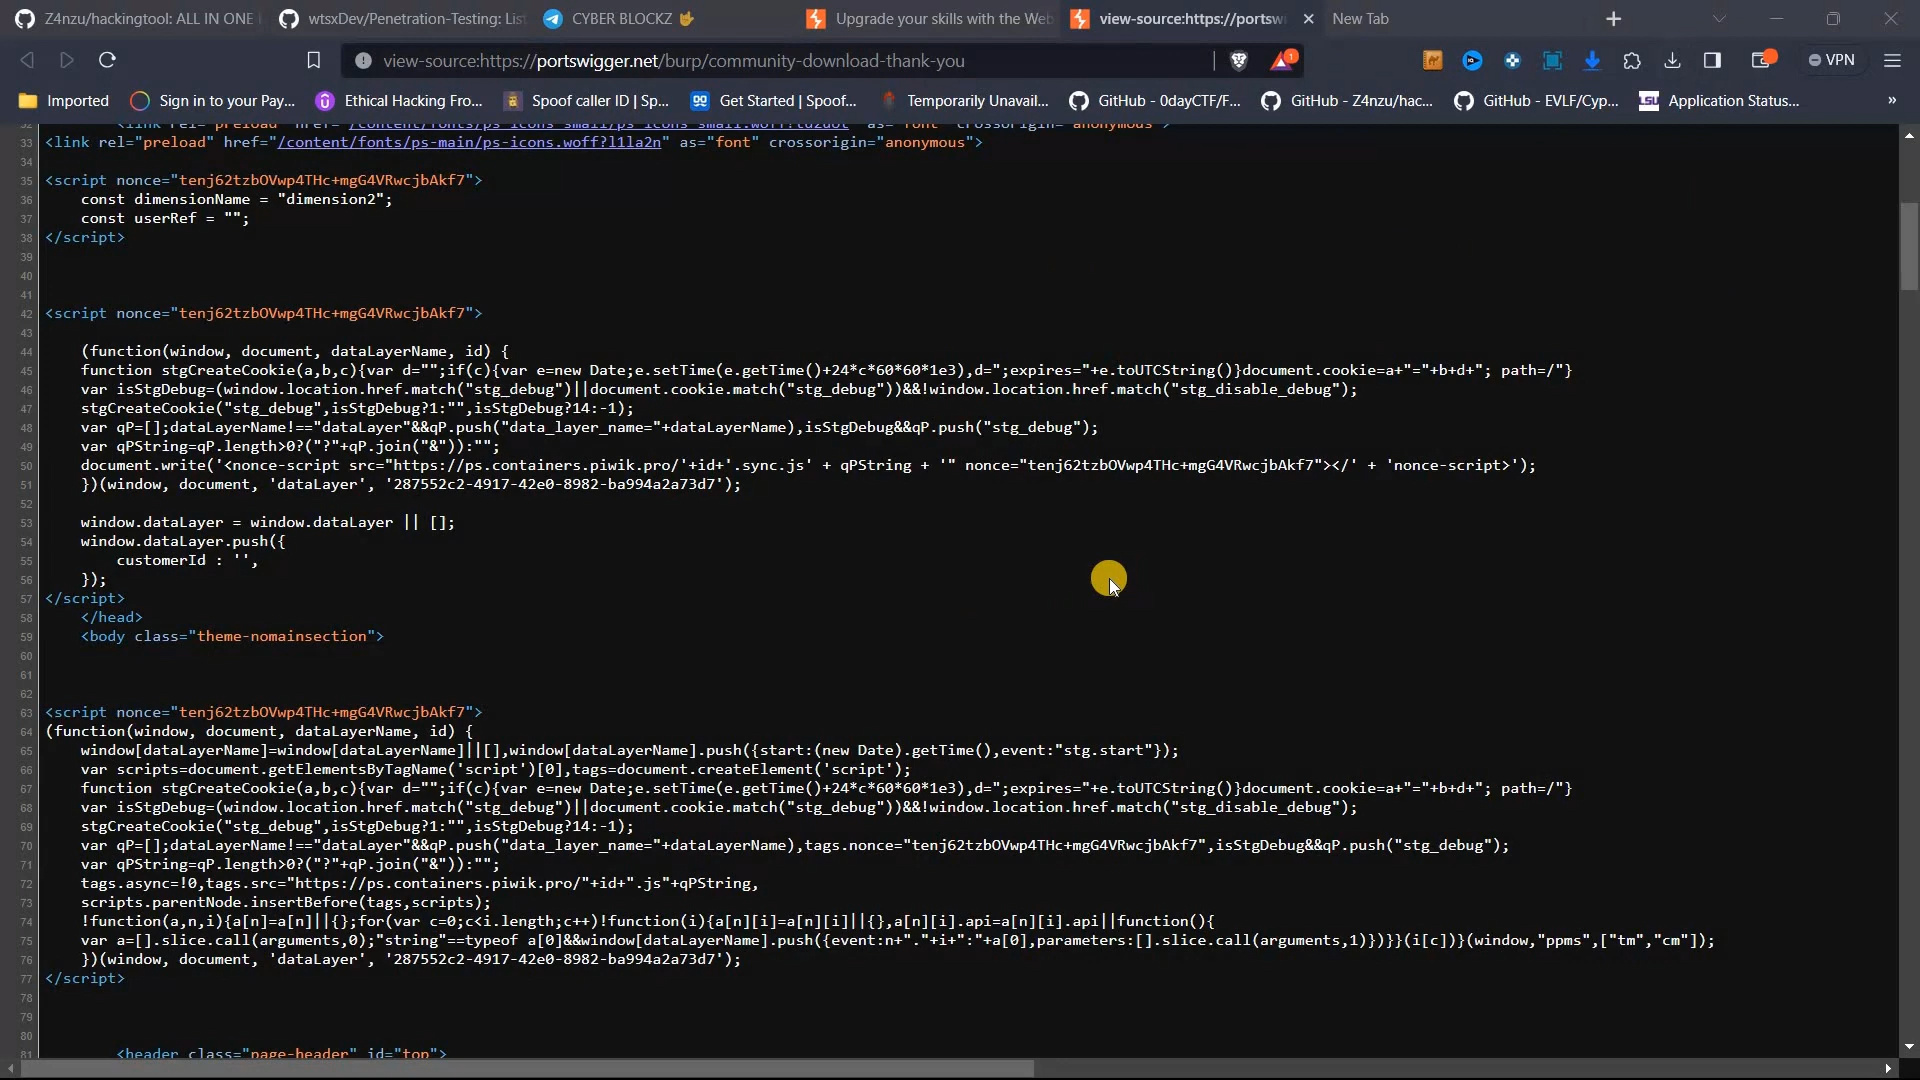 Z4nzu/hackingtool: ALL IN ONE
wtsxDev/Penetration-Testing: List
CYBER BLOCKZ
Upgrade your skills with the Web
view-source:https://portswi
New Tab
view-source:https://portswigger.net/burp/community-download-thank-you
1
VPN
Imported
Sign in to your Pay...
Ethical Hacking Fro...
Spoof caller ID | Sp...
Get Started | Spoof...
Temporarily Unavail...
GitHub - 0dayCTF/F...
GitHub - Z4nzu/hac...
GitHub - EVLF/Cyp...
LSU
Application Status...
»
33 <link rel="preload" href="/content/fonts/ps-main/ps-icons.woff?l1la2n" as="font" crossorigin="anonymous">
34
35 <script nonce="tenj62tzbOVwp4THc+mgG4VRwcjbAkf7">
36 const dimensionName = "dimension2";
37 const userRef = "";
38 </script>
39
40
41
42 <script nonce="tenj62tzbOVwp4THc+mgG4VRwcjbAkf7">
43
44 (function(window, document, dataLayerName, id) {
45 function stgCreateCookie(a,b,c){var d="";if(c){var e=new Date;e.setTime(e.getTime()+24*c*60*60*1e3),d=";expires="+e.toUTCString()}document.cookie=a+"="+b+d+"; path=/"}
46 var isStgDebug=(window.location.href.match("stg_debug")||document.cookie.match("stg_debug"))&&!window.location.href.match("stg_disable_debug");
47 stgCreateCookie("stg_debug",isStgDebug?1:"",isStgDebug?14:-1);
48 var qP=[];dataLayerName!=="dataLayer"&&qP.push("data_layer_name="+dataLayerName),isStgDebug&&qP.push("stg_debug");
49 var qPString=qP.length>0?("?"+qP.join("&")):"";
50 document.write('<nonce-script src="https://ps.containers.piwik.pro/'+id+'.sync.js' + qPString + '" nonce="tenj62tzbOVwp4THc+mgG4VRwcjbAkf7"></' + 'nonce-script>');
51 })(window, document, 'dataLayer', '287552c2-4917-42e0-8982-ba994a2a73d7');
52
53 window.dataLayer = window.dataLayer || [];
54 window.dataLayer.push({
55 customerId : '',
56 });
57 </script>
58 </head>
59 <body class="theme-nomainsection">
60
61
62
63 <script nonce="tenj62tzbOVwp4THc+mgG4VRwcjbAkf7">
64 (function(window, document, dataLayerName, id) {
65 window[dataLayerName]=window[dataLayerName]||[],window[dataLayerName].push({start:(new Date).getTime(),event:"stg.start"});
66 var scripts=document.getElementsByTagName('script')[0],tags=document.createElement('script');
67 function stgCreateCookie(a,b,c){var d="";if(c){var e=new Date;e.setTime(e.getTime()+24*c*60*60*1e3),d=";expires="+e.toUTCString()}document.cookie=a+"="+b+d+"; path=/"}
68 var isStgDebug=(window.location.href.match("stg_debug")||document.cookie.match("stg_debug"))&&!window.location.href.match("stg_disable_debug");
69 stgCreateCookie("stg_debug",isStgDebug?1:"",isStgDebug?14:-1);
70 var qP=[];dataLayerName!=="dataLayer"&&qP.push("data_layer_name="+dataLayerName),tags.nonce="tenj62tzbOVwp4THc+mgG4VRwcjbAkf7",isStgDebug&&qP.push("stg_debug");
71 var qPString=qP.length>0?("?"+qP.join("&")):"";
72 tags.async=!0,tags.src="https://ps.containers.piwik.pro/"+id+".js"+qPString,
73 scripts.parentNode.insertBefore(tags,scripts);
74 !function(a,n,i){a[n]=a[n]||{};for(var c=0;c<i.length;c++)!function(i){a[n][i]=a[n][i]||{},a[n][i].api=a[n][i].api||function(){
75 var a=[].slice.call(arguments,0);"string"==typeof a[0]&&window[dataLayerName].push({event:n+"."+i+":"+a[0],parameters:[].slice.call(arguments,1)})}}(i[c])}(window,"ppms",["tm","cm"]);
76 })(window, document, 'dataLayer', '287552c2-4917-42e0-8982-ba994a2a73d7');
77 </script>
78
79
80
81 <header class="page-header" id="top">